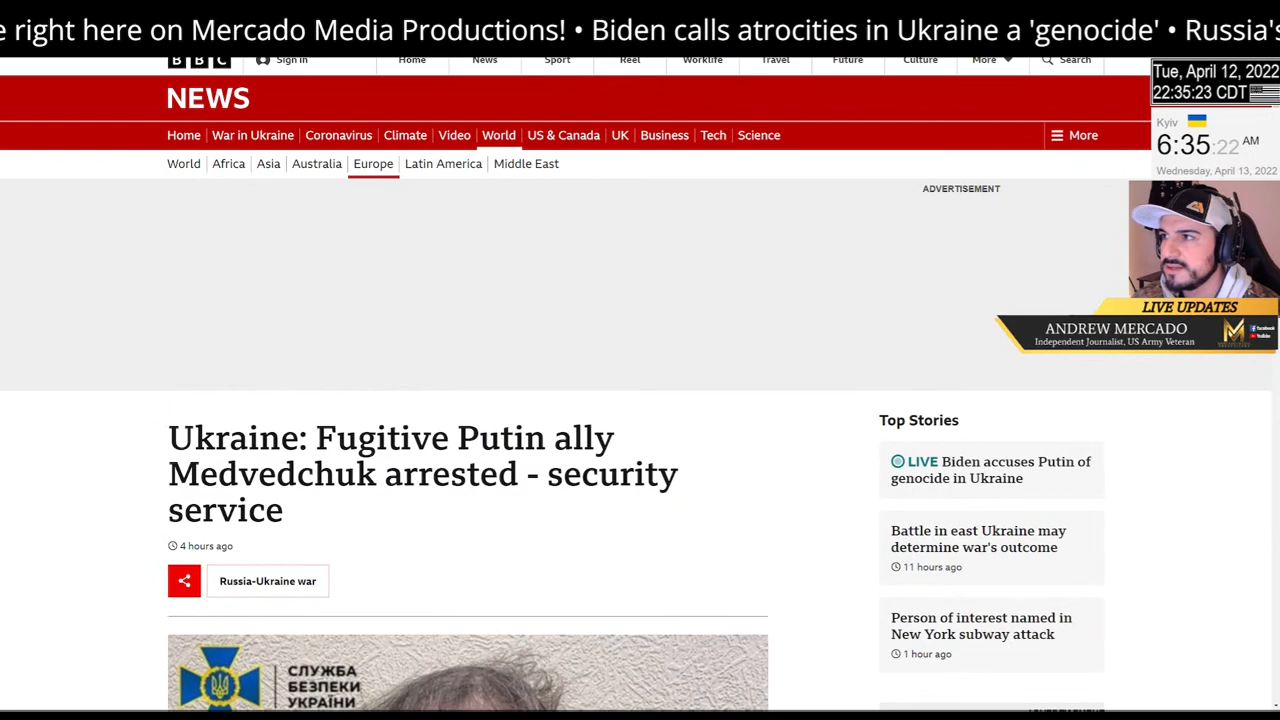 e right here on Mercado Media Productions! • Biden calls atrocities in Ukraine a 'genocide' • Russia's
BBC Sign in Home News Sport Reel Worklife Travel Future Culture More Search
Tue, April 12, 2022
22:35:23 CDT
NEWS
Kyiv
6:35:22 AM
Wednesday, April 13, 2022
Home War in Ukraine Coronavirus Climate Video World US & Canada UK Business Tech Science More
World Africa Asia Australia Europe Latin America Middle East
ADVERTISEMENT
LIVE UPDATES
ANDREW MERCADO
Independent Journalist, US Army Veteran
facebook
YouTube
Ukraine: Fugitive Putin ally
Medvedchuk arrested - security
service
4 hours ago
Russia-Ukraine war
СЛУЖБА
БЕЗПЕКИ
УКРАЇНИ
Top Stories
LIVE Biden accuses Putin of
genocide in Ukraine
Battle in east Ukraine may
determine war's outcome
11 hours ago
Person of interest named in
New York subway attack
1 hour ago